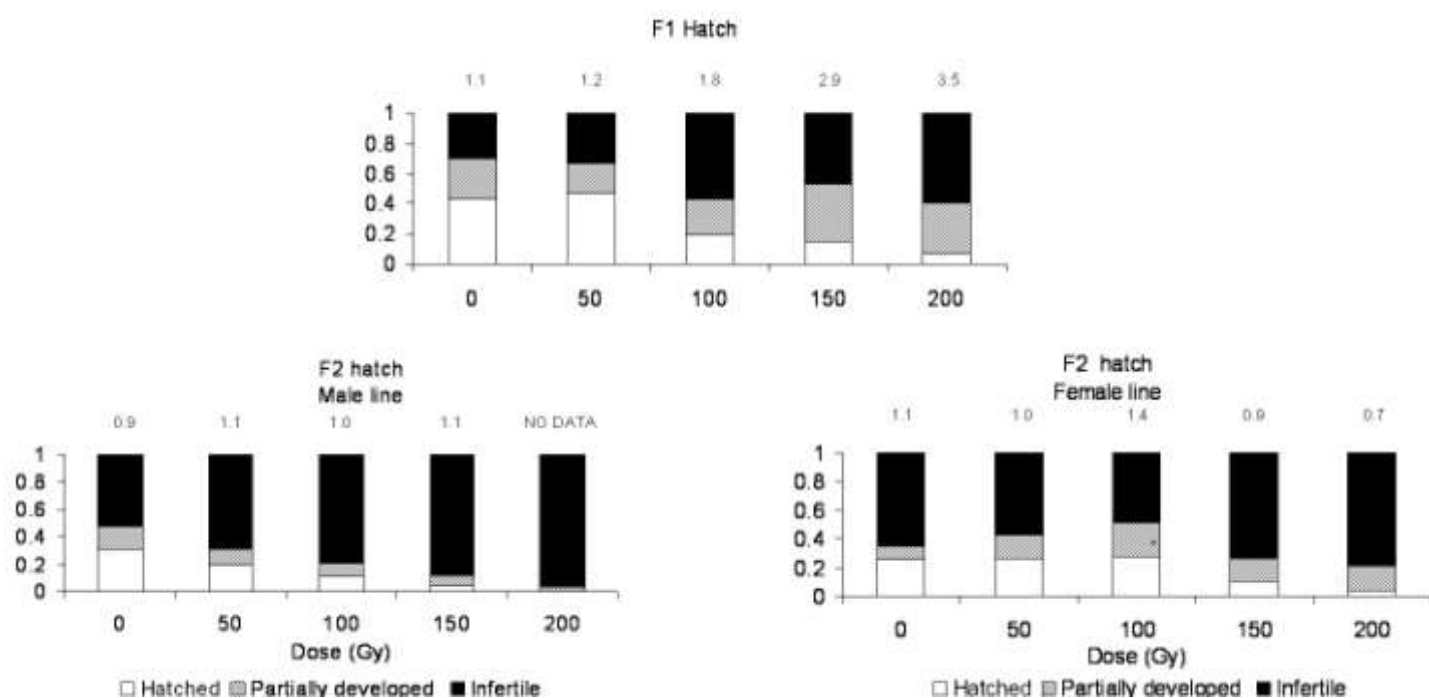 F1 Hatch
1.1 1.2 1.8 2.9 3.5
1
0.8
0.6
0.4
0.2
0
0 50 100 150 200
F2 hatch
Male line
0.9 1.1 1.0 1.1 NO DATA
1
0.8
0.6
0.4
0.2
0
0 50 100 150 200
Dose (Gy)
Hatched Partially developed Infertile
F2 hatch
Female line
1.1 1.0 1.4 0.9 0.7
1
0.8
0.6
0.4
0.2
0
0 50 100 150 200
Dose (Gy)
Hatched Partially developed Infertile